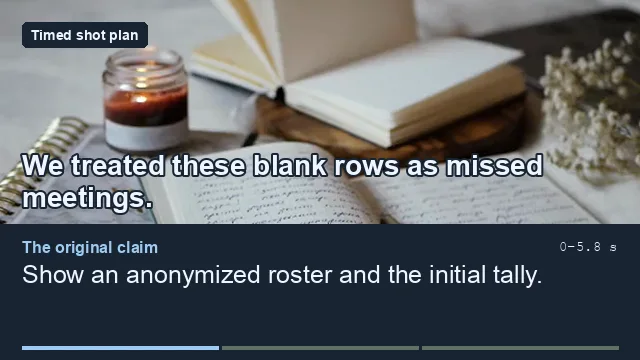 Timed shot plan
We treated these blank rows as missed
meetings.
The original claim
0–5.8 s
Show an anonymized roster and the initial tally.